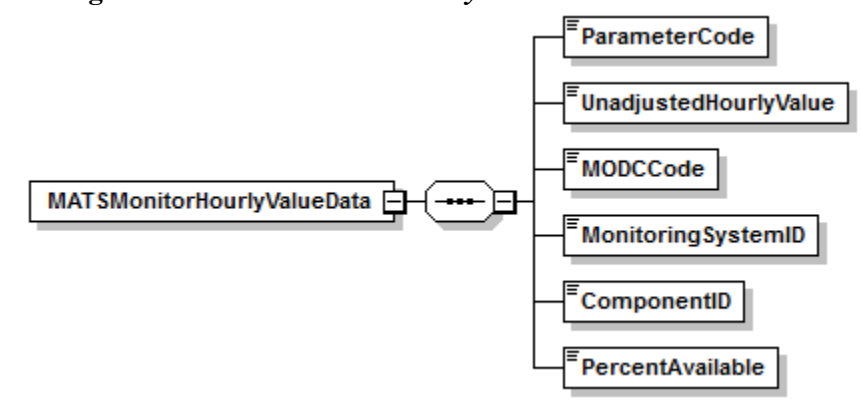 ParameterCode
UnadjustedHourlyValue
MODCCode
MATSMonitorHourlyValueData
MonitoringSystemID
ComponentID
PercentAvailable